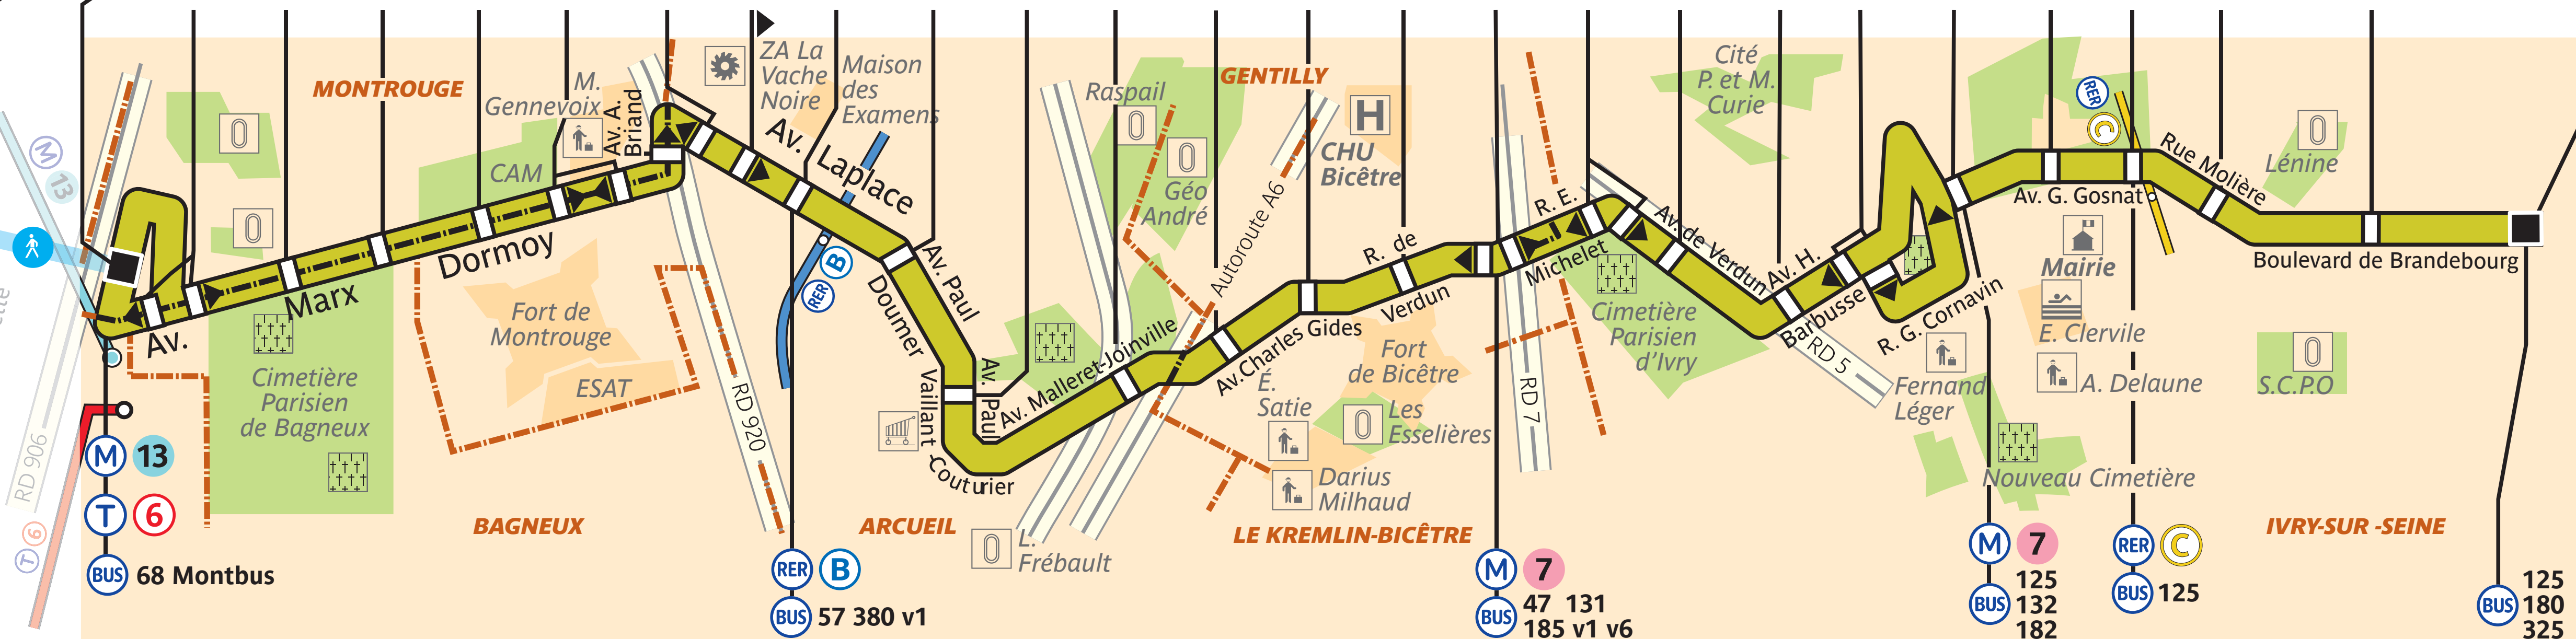 M
13
MONTROUGE
M.
Gennevoix
CAM
Av. A.
Briand
ZA La
Vache
Noire
Maison
des
Examens
Av. Laplace
RER
B
Av. Marx Dormoy
Cimetière
Parisien
de Bagneux
Fort de
Montrouge
ESAT
RD 920
RD 906
T
6
M
13
T
6
BUS
68 Montbus
BAGNEUX
ARCUEIL
RER
B
BUS
57 380 v1
Av. Paul
Doumer
Av.
Paul
Vaillant
-Couturier
Av. Malleret-Joinville
L.
Frébault
Raspail
Géo
André
GENTILLY
Autoroute A6
H
CHU
Bicêtre
Av.Charles Gides
R. de
Verdun
Fort
de Bicêtre
É.
Satie
Les
Esselières
Darius
Milhaud
LE KREMLIN-BICÊTRE
R. E.
Michelet
RD 7
M
7
BUS
47 131
185 v1 v6
Cité
P. et M.
Curie
Av. de Verdun
Cimetière
Parisien
d'Ivry
Av. H.
Barbusse
RD 5
R. G. Cornavin
Fernand
Léger
RER
C
Av. G. Gosnat
Rue Molière
Lénine
Mairie
E. Clervile
A. Delaune
S.C.P.O
Boulevard de Brandebourg
Nouveau Cimetière
IVRY-SUR -SEINE
M
7
BUS
125
132
182
RER
C
BUS
125
BUS
125
180
325